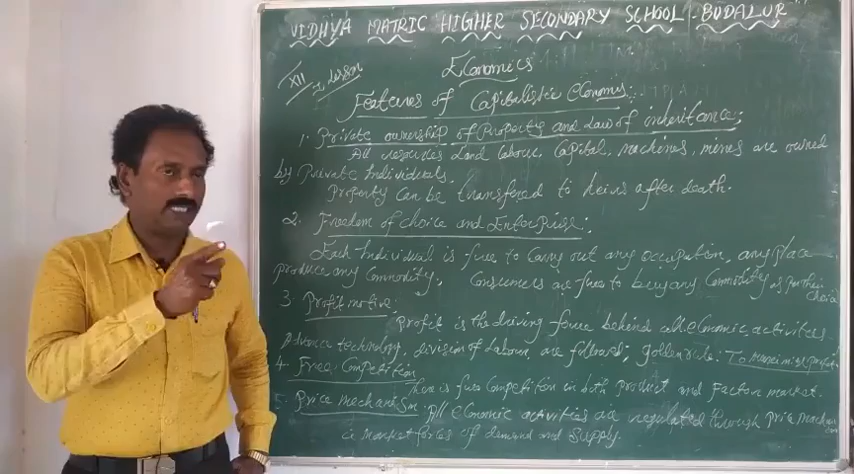 VIDHYA MATRIC HIGHER SECONDARY SCHOOL - BUDALUR
XII
I lesson
Economics
Features of Capitalistic economy:
1. Private ownership of Property and Law of inheritance:
All resources Land labour, Capital, machines, mines are owned
by Private Individuals.
Property can be transfered to heirs after death.
2. Freedom of choice and Enterprise:
Each Individual is free to Carry out any occupation, any place
produce any Commodity. Consumers are free to buy any Commodity as per their
choice
3. Profit motive:
Profit is the driving force behind all economic activities.
Advance technology, division of labour, are followed; golden rule: To maximise profit.
4. Free Competition
There is free Competition in both Product and Factor market.
5. Price mechanism: All economic activities are regulated through price
i.e market forces of demand and Supply.